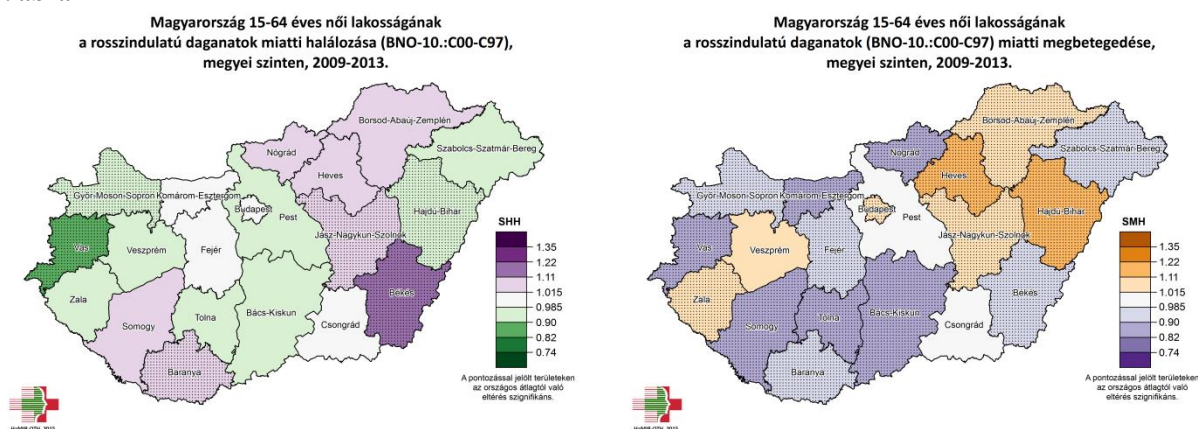 Magyarország 15-64 éves női lakosságának
a rosszindulatú daganatok miatti halálozása (BNO-10.:C00-C97),
megyei szinten, 2009-2013.
Borsod-Abaúj-Zemplén
Szabolcs-Szatmár-Bereg
Nógrád
Heves
Győr-Moson-Sopron
Komárom-Esztergom
Budapest
Pest
Hajdú-Bihar
Jász-Nagykun-Szolnok
Vas
Veszprém
Fejér
Békés
Zala
Somogy
Tolna
Bács-Kiskun
Csongrád
Baranya
SHH
1.35
1.22
1.11
1.015
0.985
0.90
0.82
0.74
A pontozással jelölt területeken
az országos átlagtól való
eltérés szignifikáns.
Magyarország 15-64 éves női lakosságának
a rosszindulatú daganatok (BNO-10.:C00-C97) miatti megbetegedése,
megyei szinten, 2009-2013.
Borsod-Abaúj-Zemplén
Szabolcs-Szatmár-Bereg
Nógrád
Heves
Győr-Moson-Sopron
Komárom-Esztergom
Budapest
Pest
Hajdú-Bihar
Jász-Nagykun-Szolnok
Vas
Veszprém
Fejér
Békés
Zala
Somogy
Tolna
Bács-Kiskun
Csongrád
Baranya
SMH
1.35
1.22
1.11
1.015
0.985
0.90
0.82
0.74
A pontozással jelölt területeken
az országos átlagtól való
eltérés szignifikáns.